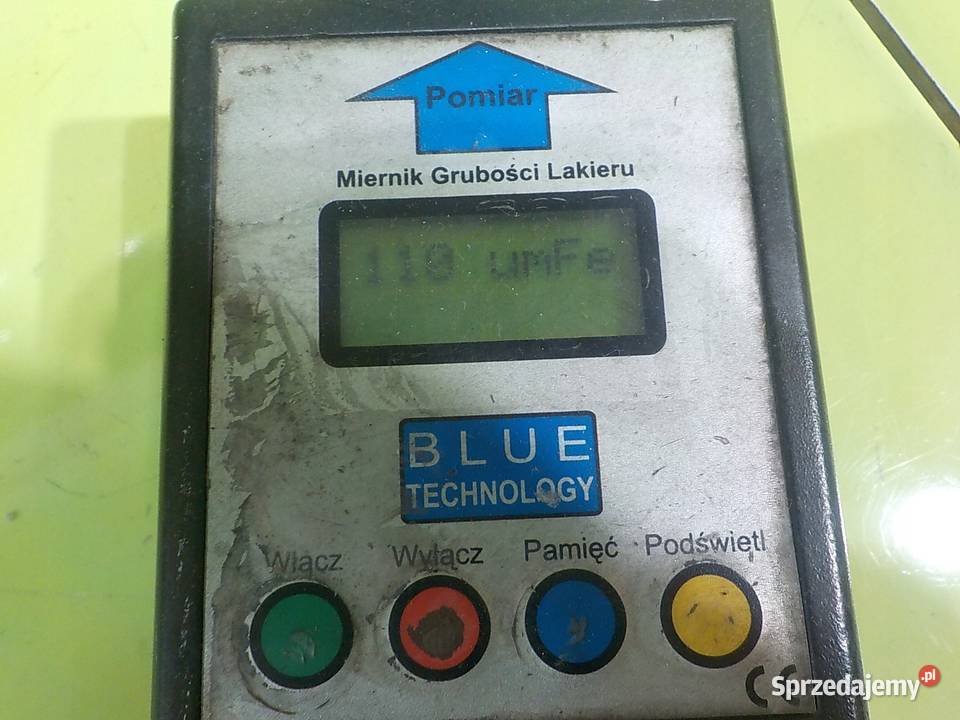 Pomiar
Miernik Grubości Lakieru
110 umFe
BLUE
TECHNOLOGY
Włącz Wyłącz Pamięć Podświetl
CE
Sprzedajemy.pl